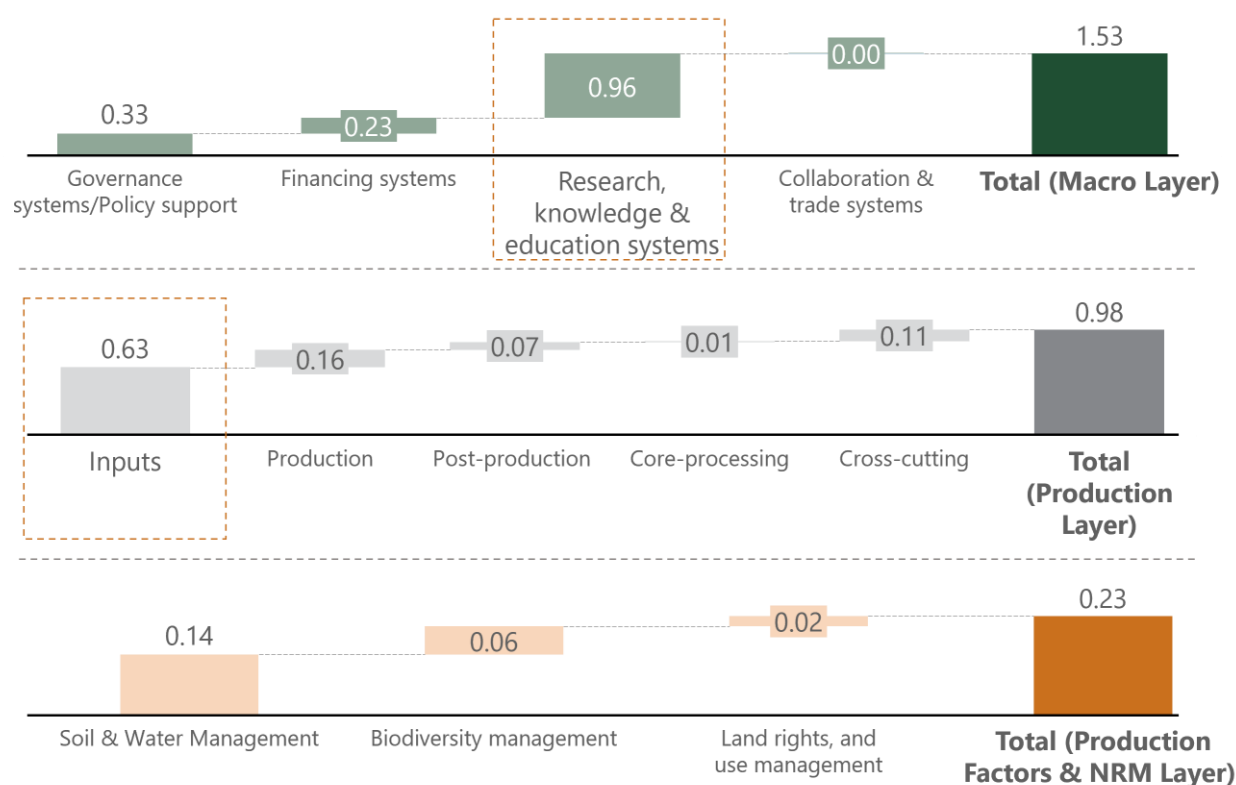 1.53
0.33
0.23
0.96
0.00
Governance
systems/Policy support
Financing systems
Research,
knowledge &
education systems
Collaboration &
trade systems
Total (Macro Layer)
0.63
0.16
0.07
0.01
0.11
0.98
Inputs
Production
Post-production
Core-processing
Cross-cutting
Total
(Production
Layer)
0.14
0.06
0.02
0.23
Soil & Water Management
Biodiversity management
Land rights, and
use management
Total (Production
Factors & NRM Layer)